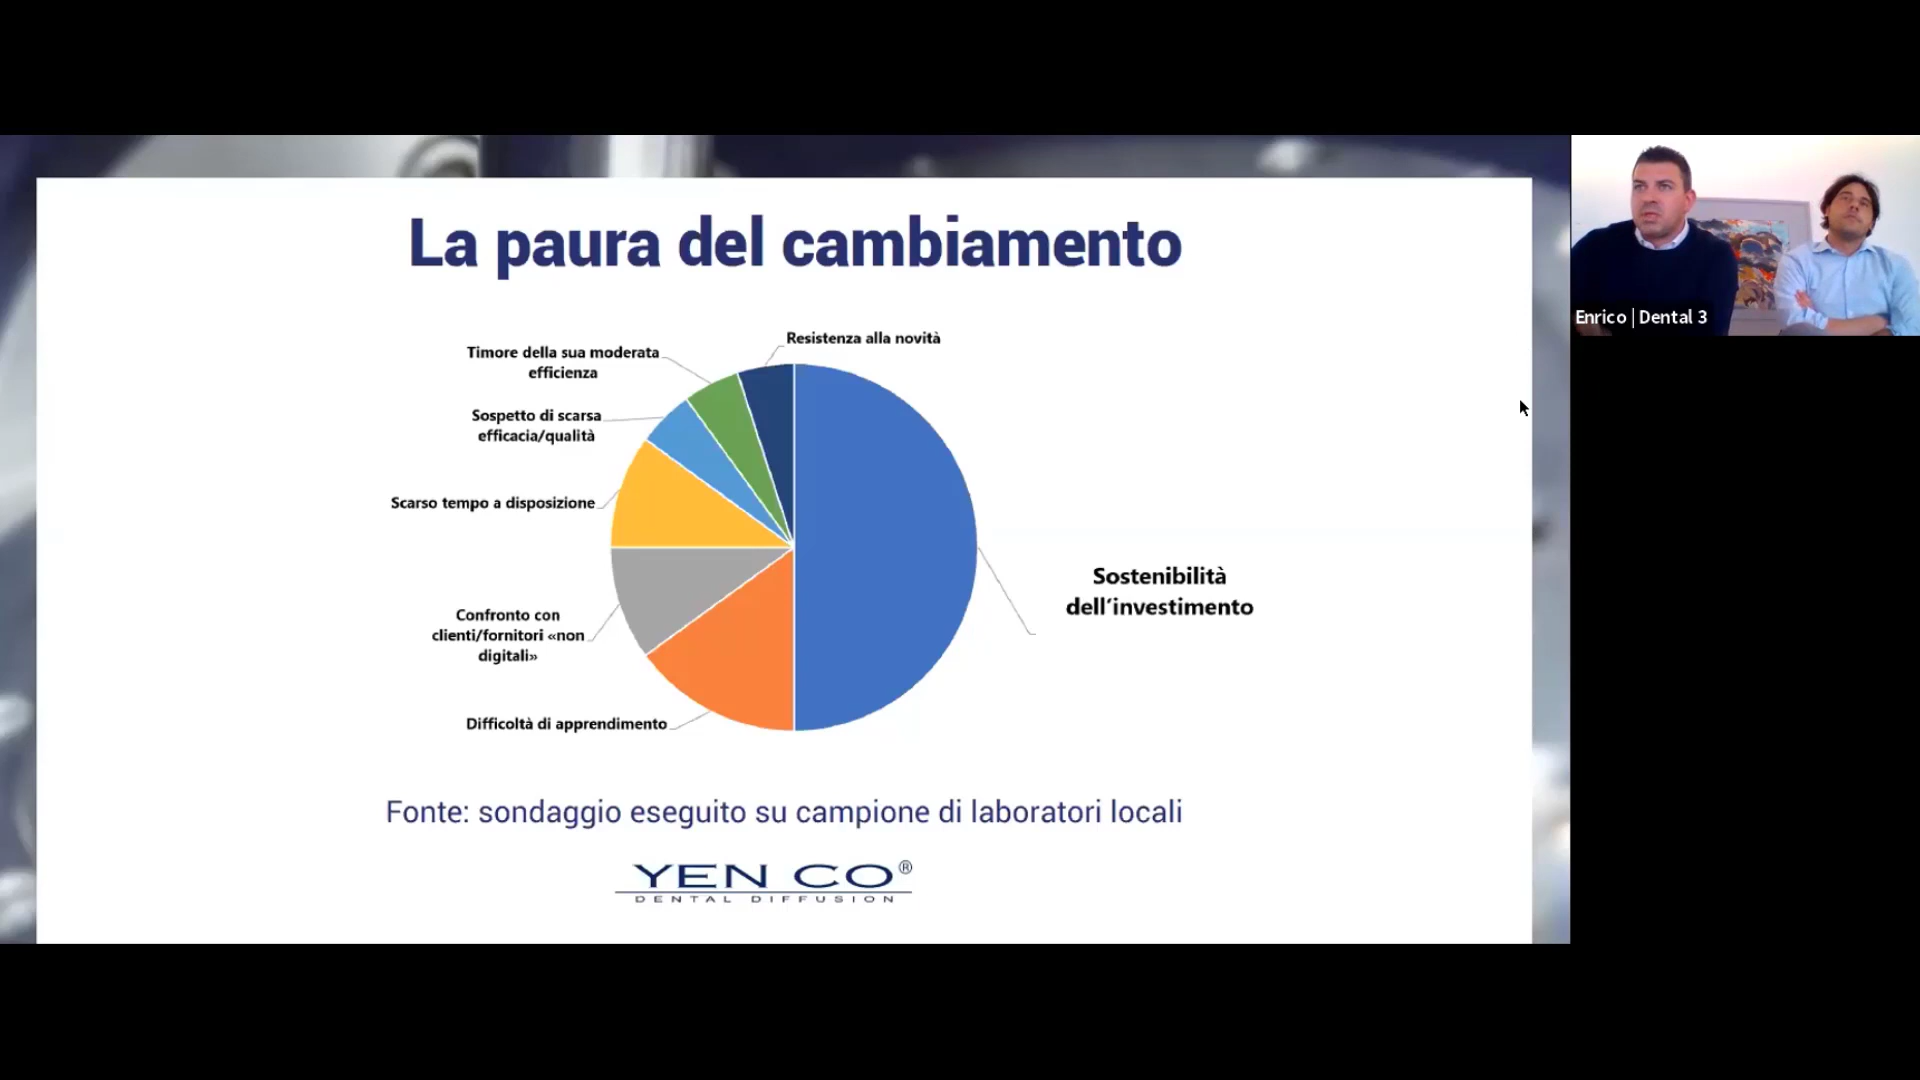 La paura del cambiamento
Resistenza alla novità
Timore della sua moderata
efficienza
Sospetto di scarsa
efficacia/qualità
Scarso tempo a disposizione
Confronto con
clienti/fornitori «non
digitali»
Difficoltà di apprendimento
Sostenibilità
dell'investimento
Fonte: sondaggio eseguito su campione di laboratori locali
YEN CO®
DENTAL DIFFUSION
Enrico | Dental 3